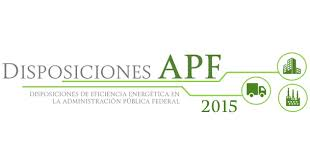 DISPOSICIONES APF
DISPOSICIONES DE EFICIENCIA ENERGÉTICA EN
LA ADMINISTRACIÓN PÚBLICA FEDERAL
2015